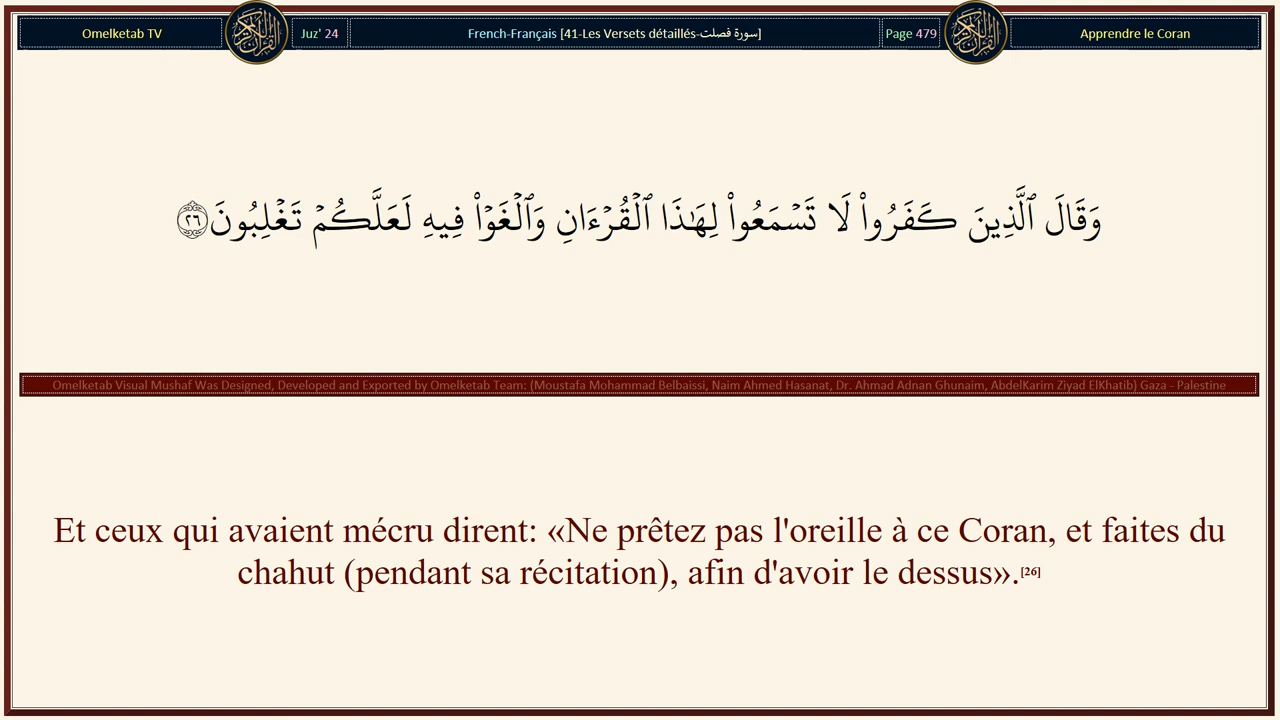 Omelketab TV
Juz' 24
French-Français [41-Les Versets détaillés-سورة فصلت]
Page 479
Apprendre le Coran
وَقَالَ ٱلَّذِينَ كَفَرُواْ لَا تَسۡمَعُواْ لِهَٰذَا ٱلۡقُرۡءَانِ وَٱلۡغَوۡاْ فِيهِ لَعَلَّكُمۡ تَغۡلِبُونَ ٢٦
Omelketab Visual Mushaf Was Designed, Developed and Exported by Omelketab Team: (Moustafa Mohammad Belbaissi, Naim Ahmed Hasanat, Dr. Ahmad Adnan Ghunaim, AbdelKarim Ziyad ElKhatib) Gaza - Palestine
Et ceux qui avaient mécru dirent: «Ne prêtez pas l'oreille à ce Coran, et faites du
chahut (pendant sa récitation), afin d'avoir le dessus».[26]